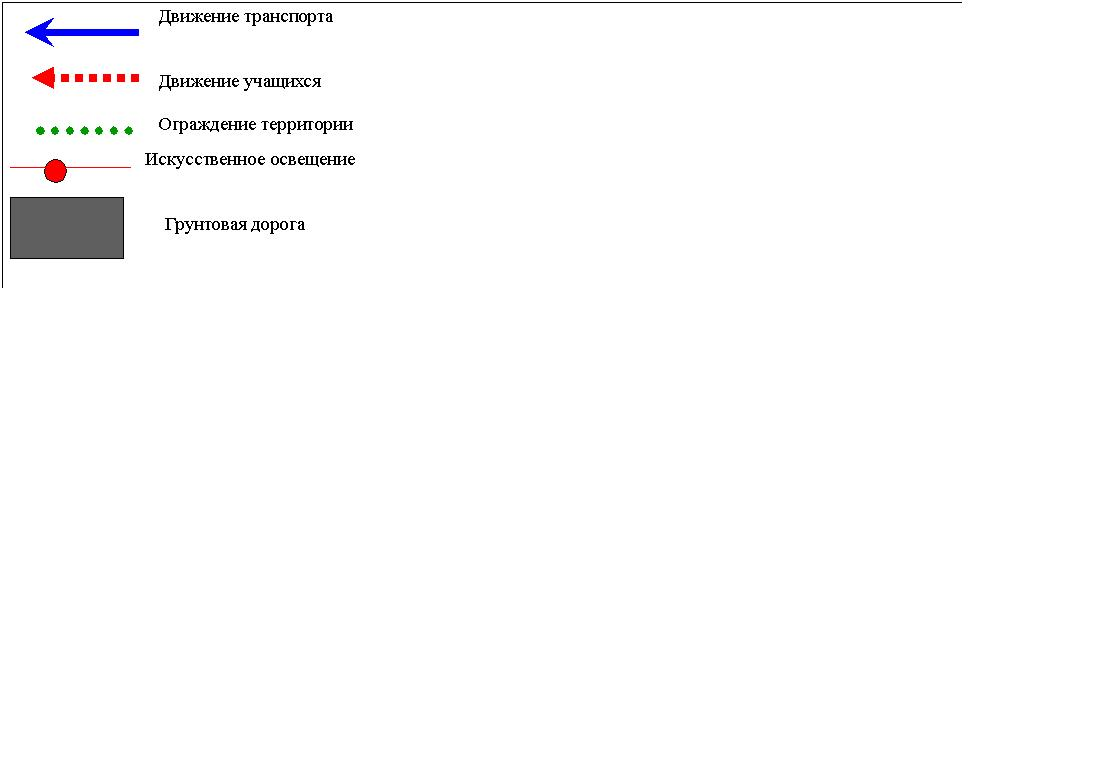 Движение транспорта
Движение учащихся
Ограждение территории
Искусственное освещение
Грунтовая дорога